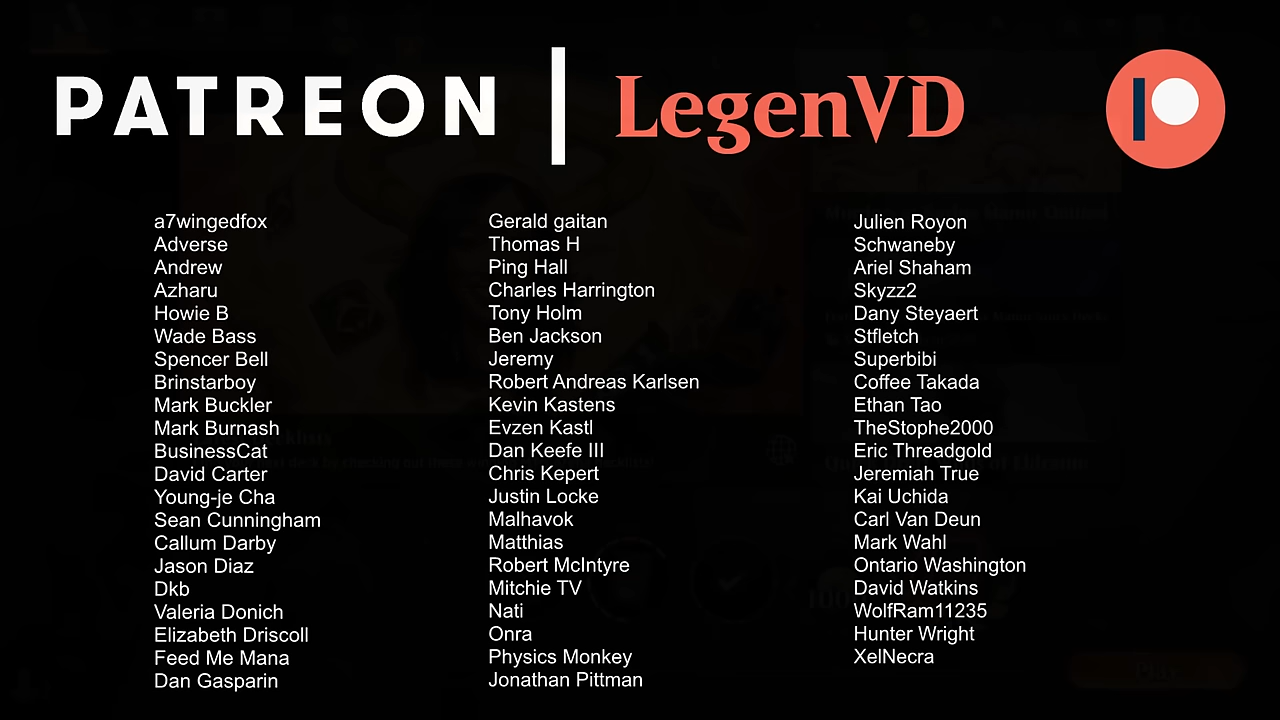 PATREON | LegenVD
a7wingedfox
Adverse
Andrew
Azharu
Howie B
Wade Bass
Spencer Bell
Brinstarboy
Mark Buckler
Mark Burnash
BusinessCat
David Carter
Young-je Cha
Sean Cunningham
Callum Darby
Jason Diaz
Dkb
Valeria Donich
Elizabeth Driscoll
Feed Me Mana
Dan Gasparin
Gerald gaitan
Thomas H
Ping Hall
Charles Harrington
Tony Holm
Ben Jackson
Jeremy
Robert Andreas Karlsen
Kevin Kastens
Evzen Kastl
Dan Keefe III
Chris Kepert
Justin Locke
Malhavok
Matthias
Robert McIntyre
Mitchie TV
Nati
Onra
Physics Monkey
Jonathan Pittman
Julien Royon
Schwaneby
Ariel Shaham
Skyzz2
Dany Steyaert
Stfletch
Superbibi
Coffee Takada
Ethan Tao
TheStophe2000
Eric Threadgold
Jeremiah True
Kai Uchida
Carl Van Deun
Mark Wahl
Ontario Washington
David Watkins
WolfRam11235
Hunter Wright
XelNecra